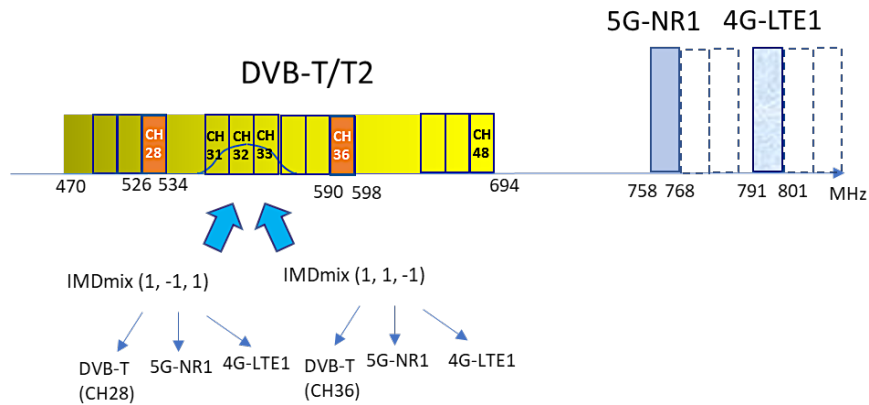 5G-NR1 4G-LTE1
DVB-T/T2
CH 28
CH 31
CH 32
CH 33
CH 36
CH 48
470 526 534 590 598 694 758 768 791 801 MHz
IMDmix (1, -1, 1) IMDmix (1, 1, -1)
DVB-T (CH28) 5G-NR1 4G-LTE1 DVB-T (CH36) 5G-NR1 4G-LTE1